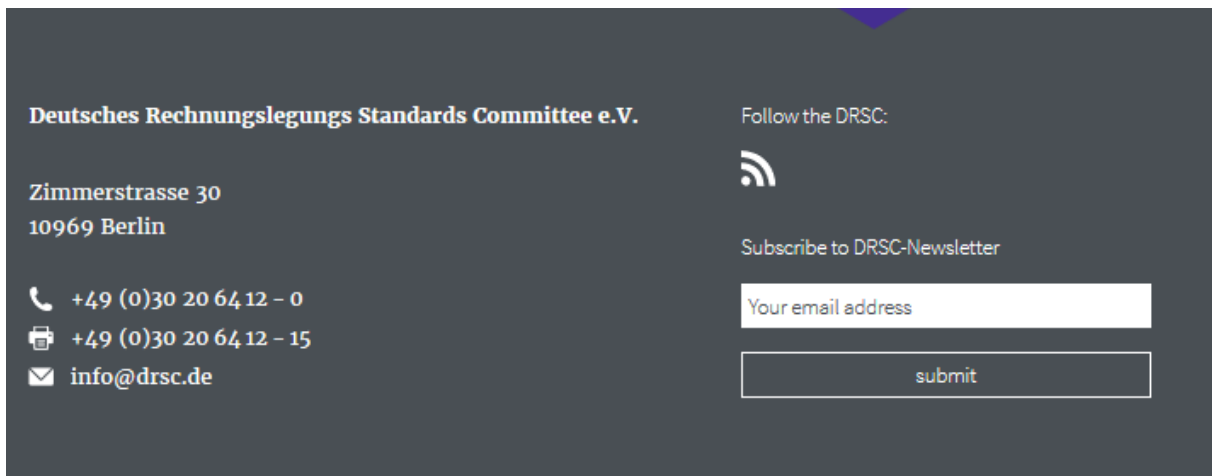 Deutsches Rechnungslegungs Standards Committee e.V.
Zimmerstrasse 30
10969 Berlin
+49 (0)30 20 64 12 – 0
+49 (0)30 20 64 12 – 15
info@drsc.de
Follow the DRSC:
Subscribe to DRSC-Newsletter
Your email address
submit